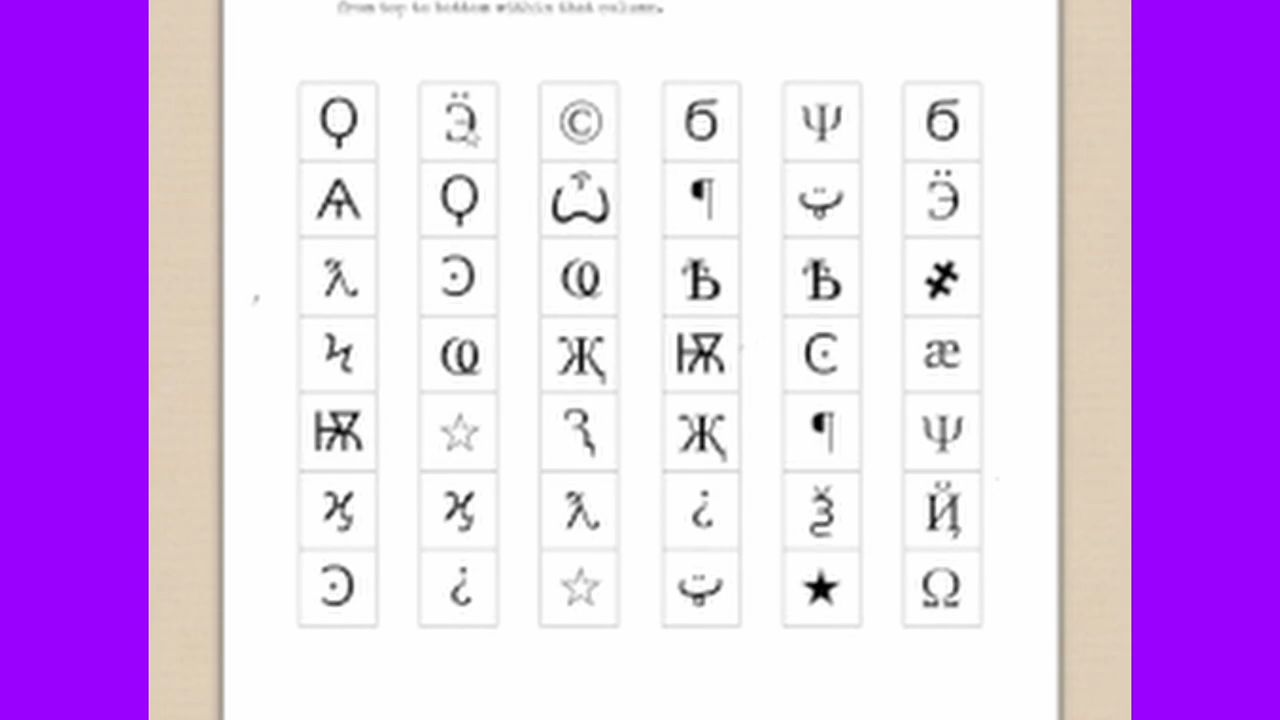 from top to bottom within that column.
Ϙ Ӭ © б Ψ б
Ѧ Ϙ Ѽ ¶ ټ Ӭ
ƛ Ͽ Ҩ Ѣ Ѣ ҂
Ϟ Ҩ Җ Ѭ Ͼ æ
Ѭ ☆ Ԇ Җ ¶ Ψ
ϗ ϗ ƛ ¿ Ѯ Ҋ
Ͽ ¿ ☆ ټ ★ Ω